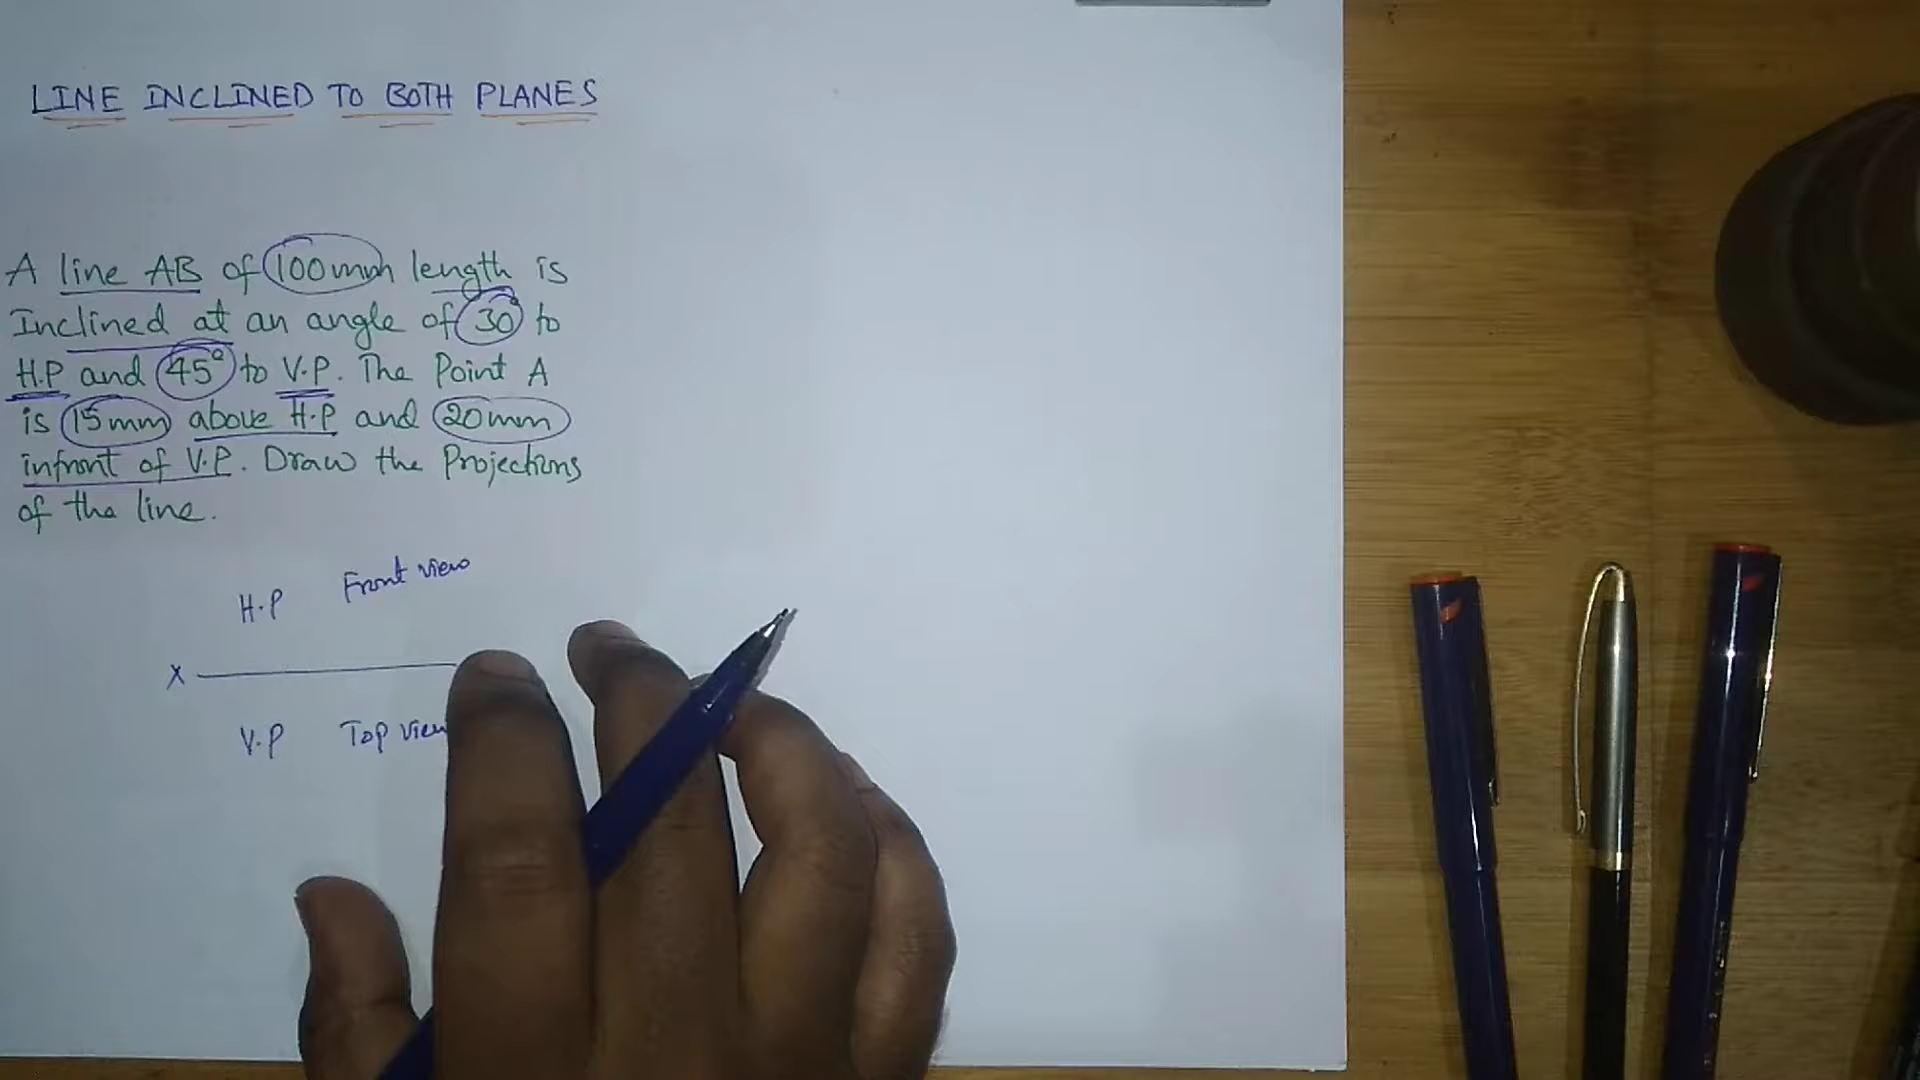 LINE INCLINED TO BOTH PLANES
A line AB of 100mm length is
Inclined at an angle of 30° to
H.P and 45° to V.P. The Point A
is 15mm above H.P and 20mm
infront of V.P. Draw the Projections
of the line.
H.P Front view
X
V.P Top view